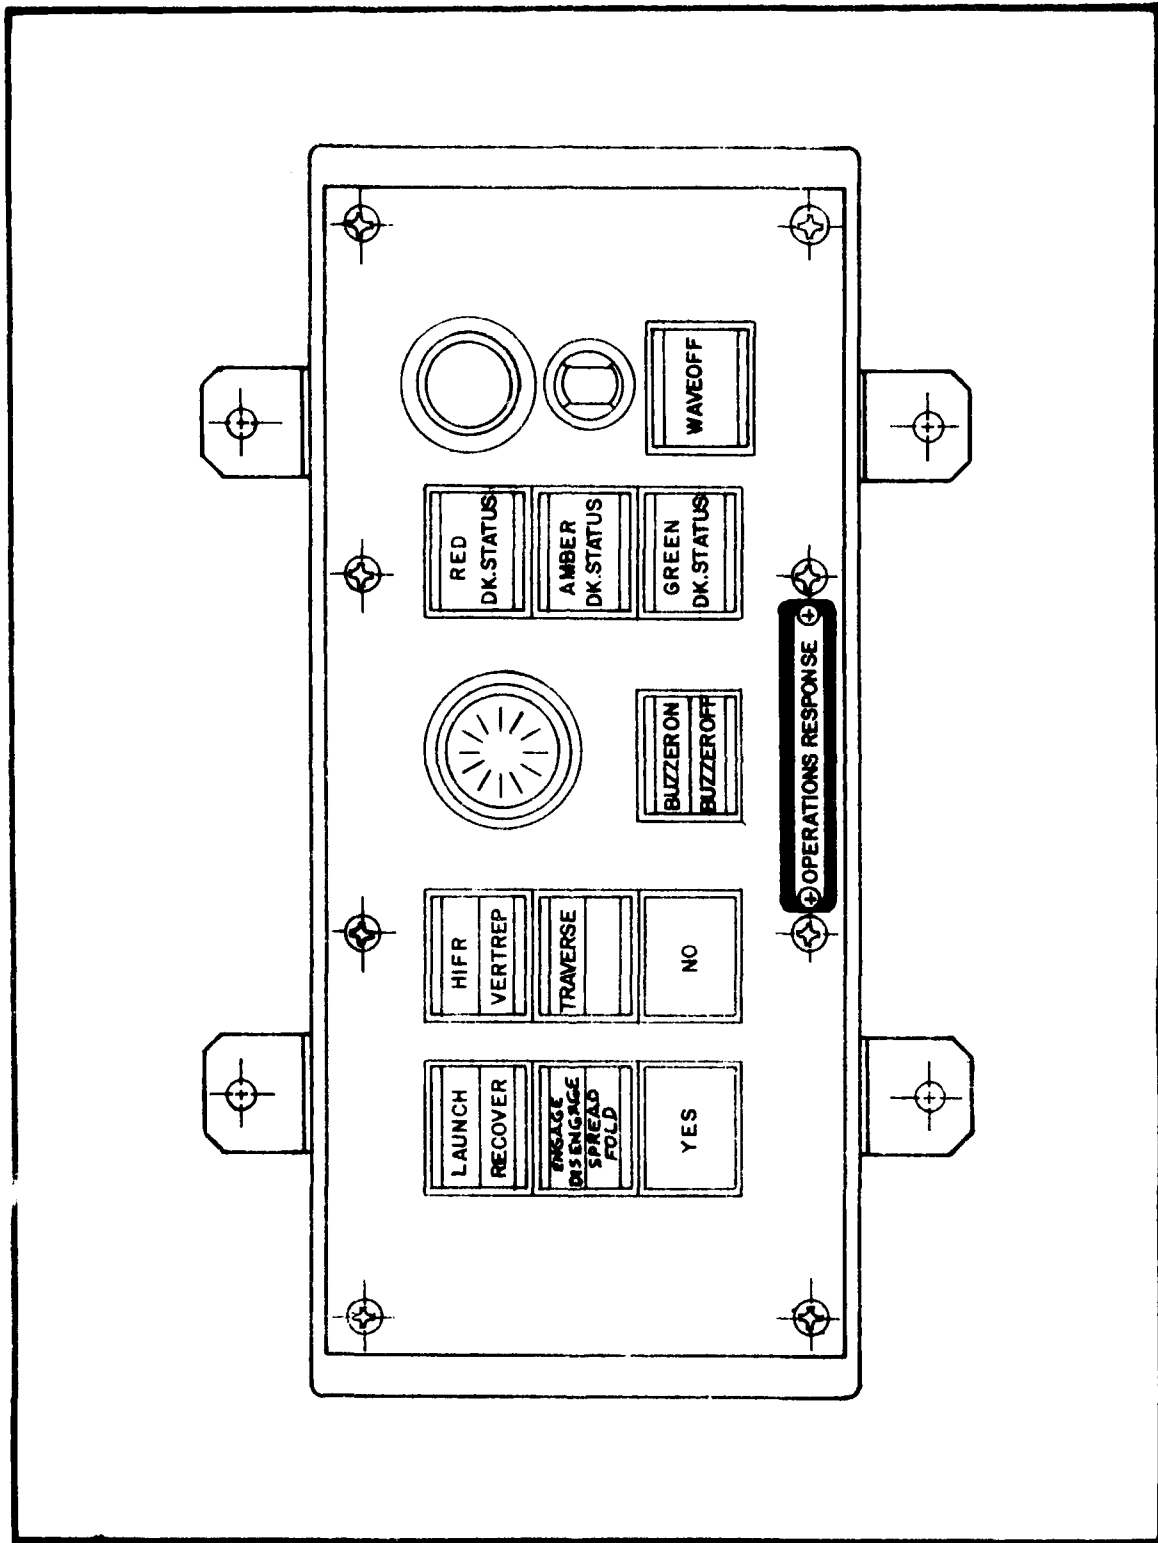 LAUNCH
RECOVER
HIFR
VERTREP
RED
DK.STATUS
ENGAGE
DISENGAGE
SPREAD
FOLD
TRAVERSE
BUZZER ON
BUZZER OFF
AMBER
DK.STATUS
YES
NO
GREEN
DK.STATUS
WAVEOFF
OPERATIONS RESPONSE